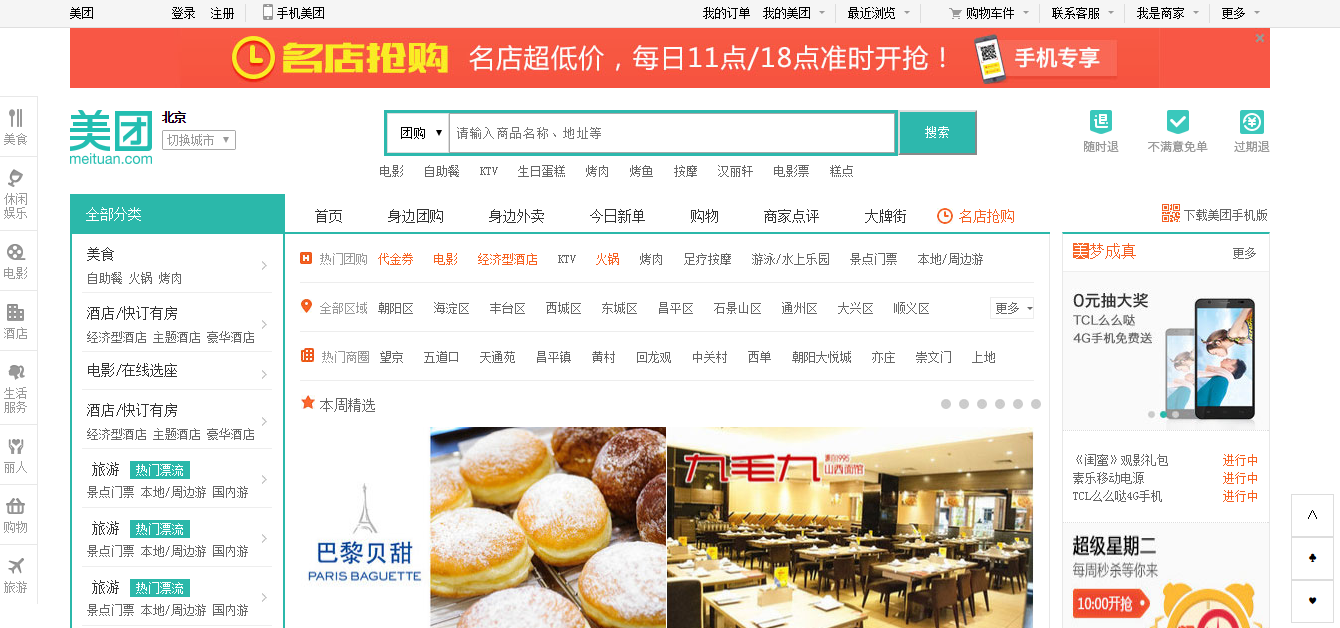 美团 登录 注册 手机美团 我的订单 我的美团 最近浏览 购物车件 联系客服 我是商家 更多
名店抢购 名店超低价，每日11点/18点准时开抢！ 手机专享
美团 meituan.com
北京
切换城市
团购 请输入商品名称、地址等 搜索
电影 自助餐 KTV 生日蛋糕 烤肉 烤鱼 按摩 汉丽轩 电影票 糕点
退
随时退 不满意免单 过期退
美食
休闲
娱乐
电影
酒店
生活
服务
丽人
购物
旅游
全部分类 首页 身边团购 身边外卖 今日新单 购物 商家点评 大牌街 名店抢购 下载美团手机版
美食
自助餐 火锅 烤肉
酒店/快订有房
经济型酒店 主题酒店 豪华酒店
电影/在线选座
酒店/快订有房
经济型酒店 主题酒店 豪华酒店
旅游 热门漂流
景点门票 本地/周边游 国内游
旅游 热门漂流
景点门票 本地/周边游 国内游
旅游 热门漂流
景点门票 本地/周边游 国内游
H 热门团购 代金券 电影 经济型酒店 KTV 火锅 烤肉 足疗按摩 游泳/水上乐园 景点门票 本地/周边游
全部区域 朝阳区 海淀区 丰台区 西城区 东城区 昌平区 石景山区 通州区 大兴区 顺义区 更多
热门商圈 望京 五道口 天通苑 昌平镇 黄村 回龙观 中关村 西单 朝阳大悦城 亦庄 崇文门 上地
本周精选
巴黎贝甜
PARIS BAGUETTE
九毛九 源自1995
山西面馆
美梦成真 更多
0元抽大奖
TCL么么哒
4G手机免费送
《闺蜜》观影礼包 进行中
素乐移动电源 进行中
TCL么么哒4G手机 进行中
超级星期二
每周秒杀等你来
10:00开抢